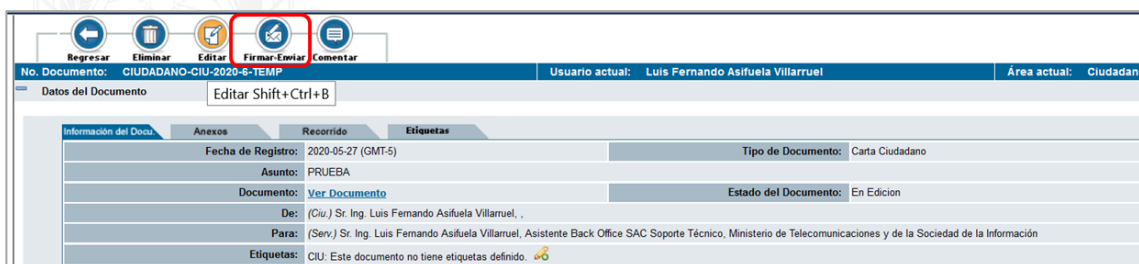 Regresar Eliminar Editar Firmar-Enviar Comentar
No. Documento: CIUDADANO-CIU-2020-6-TEMP Usuario actual: Luis Fernando Asifuela Villarruel Área actual: Ciudadan
Datos del Documento
Editar Shift+Ctrl+B
Información del Docu. Anexos Recorrido Etiquetas
Fecha de Registro: 2020-05-27 (GMT-5) Tipo de Documento: Carta Ciudadano
Asunto: PRUEBA
Documento: Ver Documento Estado del Documento: En Edicion
De: (Ciu.) Sr. Ing. Luis Fernando Asifuela Villarruel, ,
Para: (Serv.) Sr. Ing. Luis Fernando Asifuela Villarruel, Asistente Back Office SAC Soporte Técnico, Ministerio de Telecomunicaciones y de la Sociedad de la Información
Etiquetas: CIU: Este documento no tiene etiquetas definido.